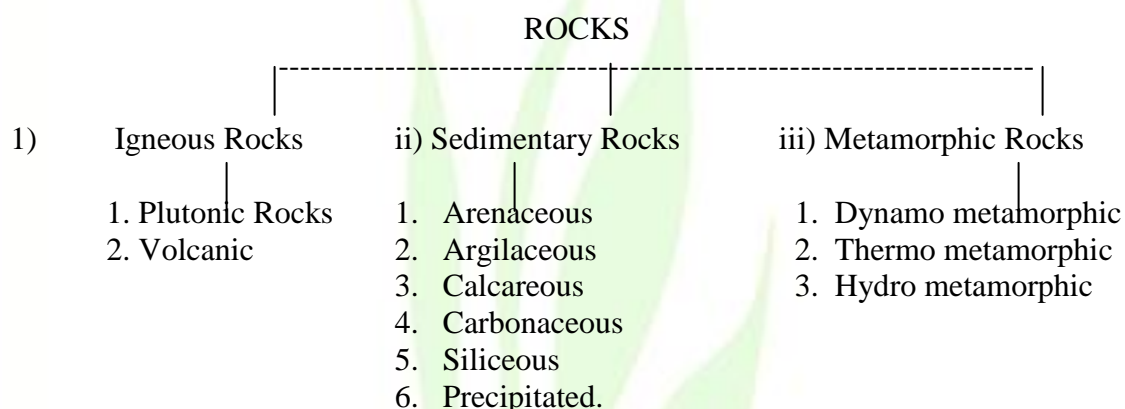 ROCKS
1) Igneous Rocks ii) Sedimentary Rocks iii) Metamorphic Rocks
1. Plutonic Rocks 1. Arenaceous 1. Dynamo metamorphic
2. Volcanic 2. Argilaceous 2. Thermo metamorphic
3. Calcareous 3. Hydro metamorphic
4. Carbonaceous
5. Siliceous
6. Precipitated.